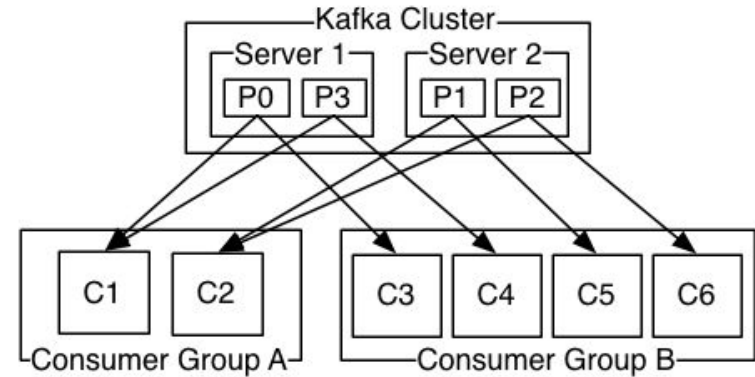 Kafka Cluster
Server 1 Server 2
P0 P3 P1 P2
C1 C2 C3 C4 C5 C6
Consumer Group A Consumer Group B